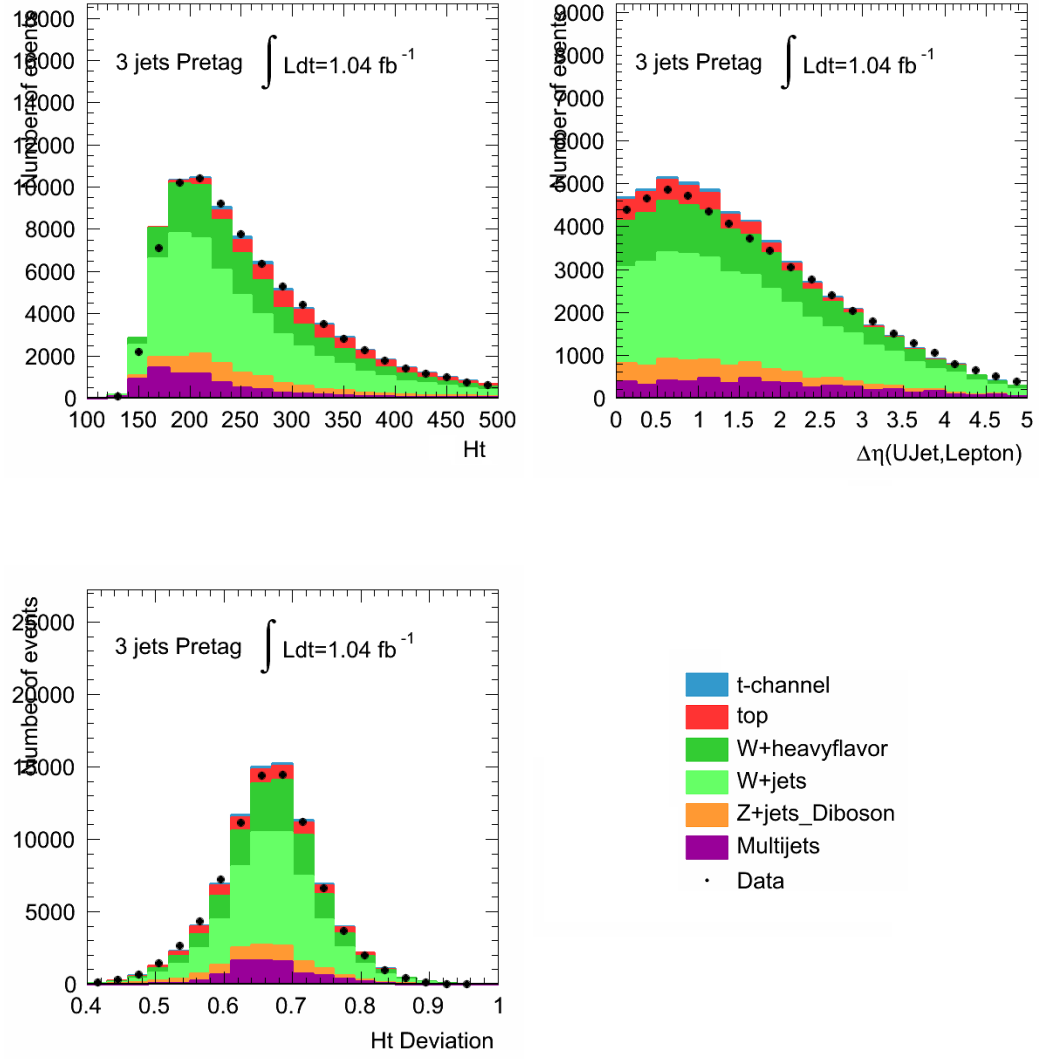 Number of events
18000
16000
14000
12000
10000
8000
6000
4000
2000
0
3 jets Pretag ∫ Ldt=1.04 fb⁻¹
100 150 200 250 300 350 400 450 500
Ht
Number of events
9000
8000
7000
6000
5000
4000
3000
2000
1000
0
3 jets Pretag ∫ Ldt=1.04 fb⁻¹
0 0.5 1 1.5 2 2.5 3 3.5 4 4.5 5
Δη(UJet,Lepton)
Number of events
25000
20000
15000
10000
5000
0
3 jets Pretag ∫ Ldt=1.04 fb⁻¹
0.4 0.5 0.6 0.7 0.8 0.9 1
Ht Deviation
t-channel
top
W+heavyflavor
W+jets
Z+jets_Diboson
Multijets
Data